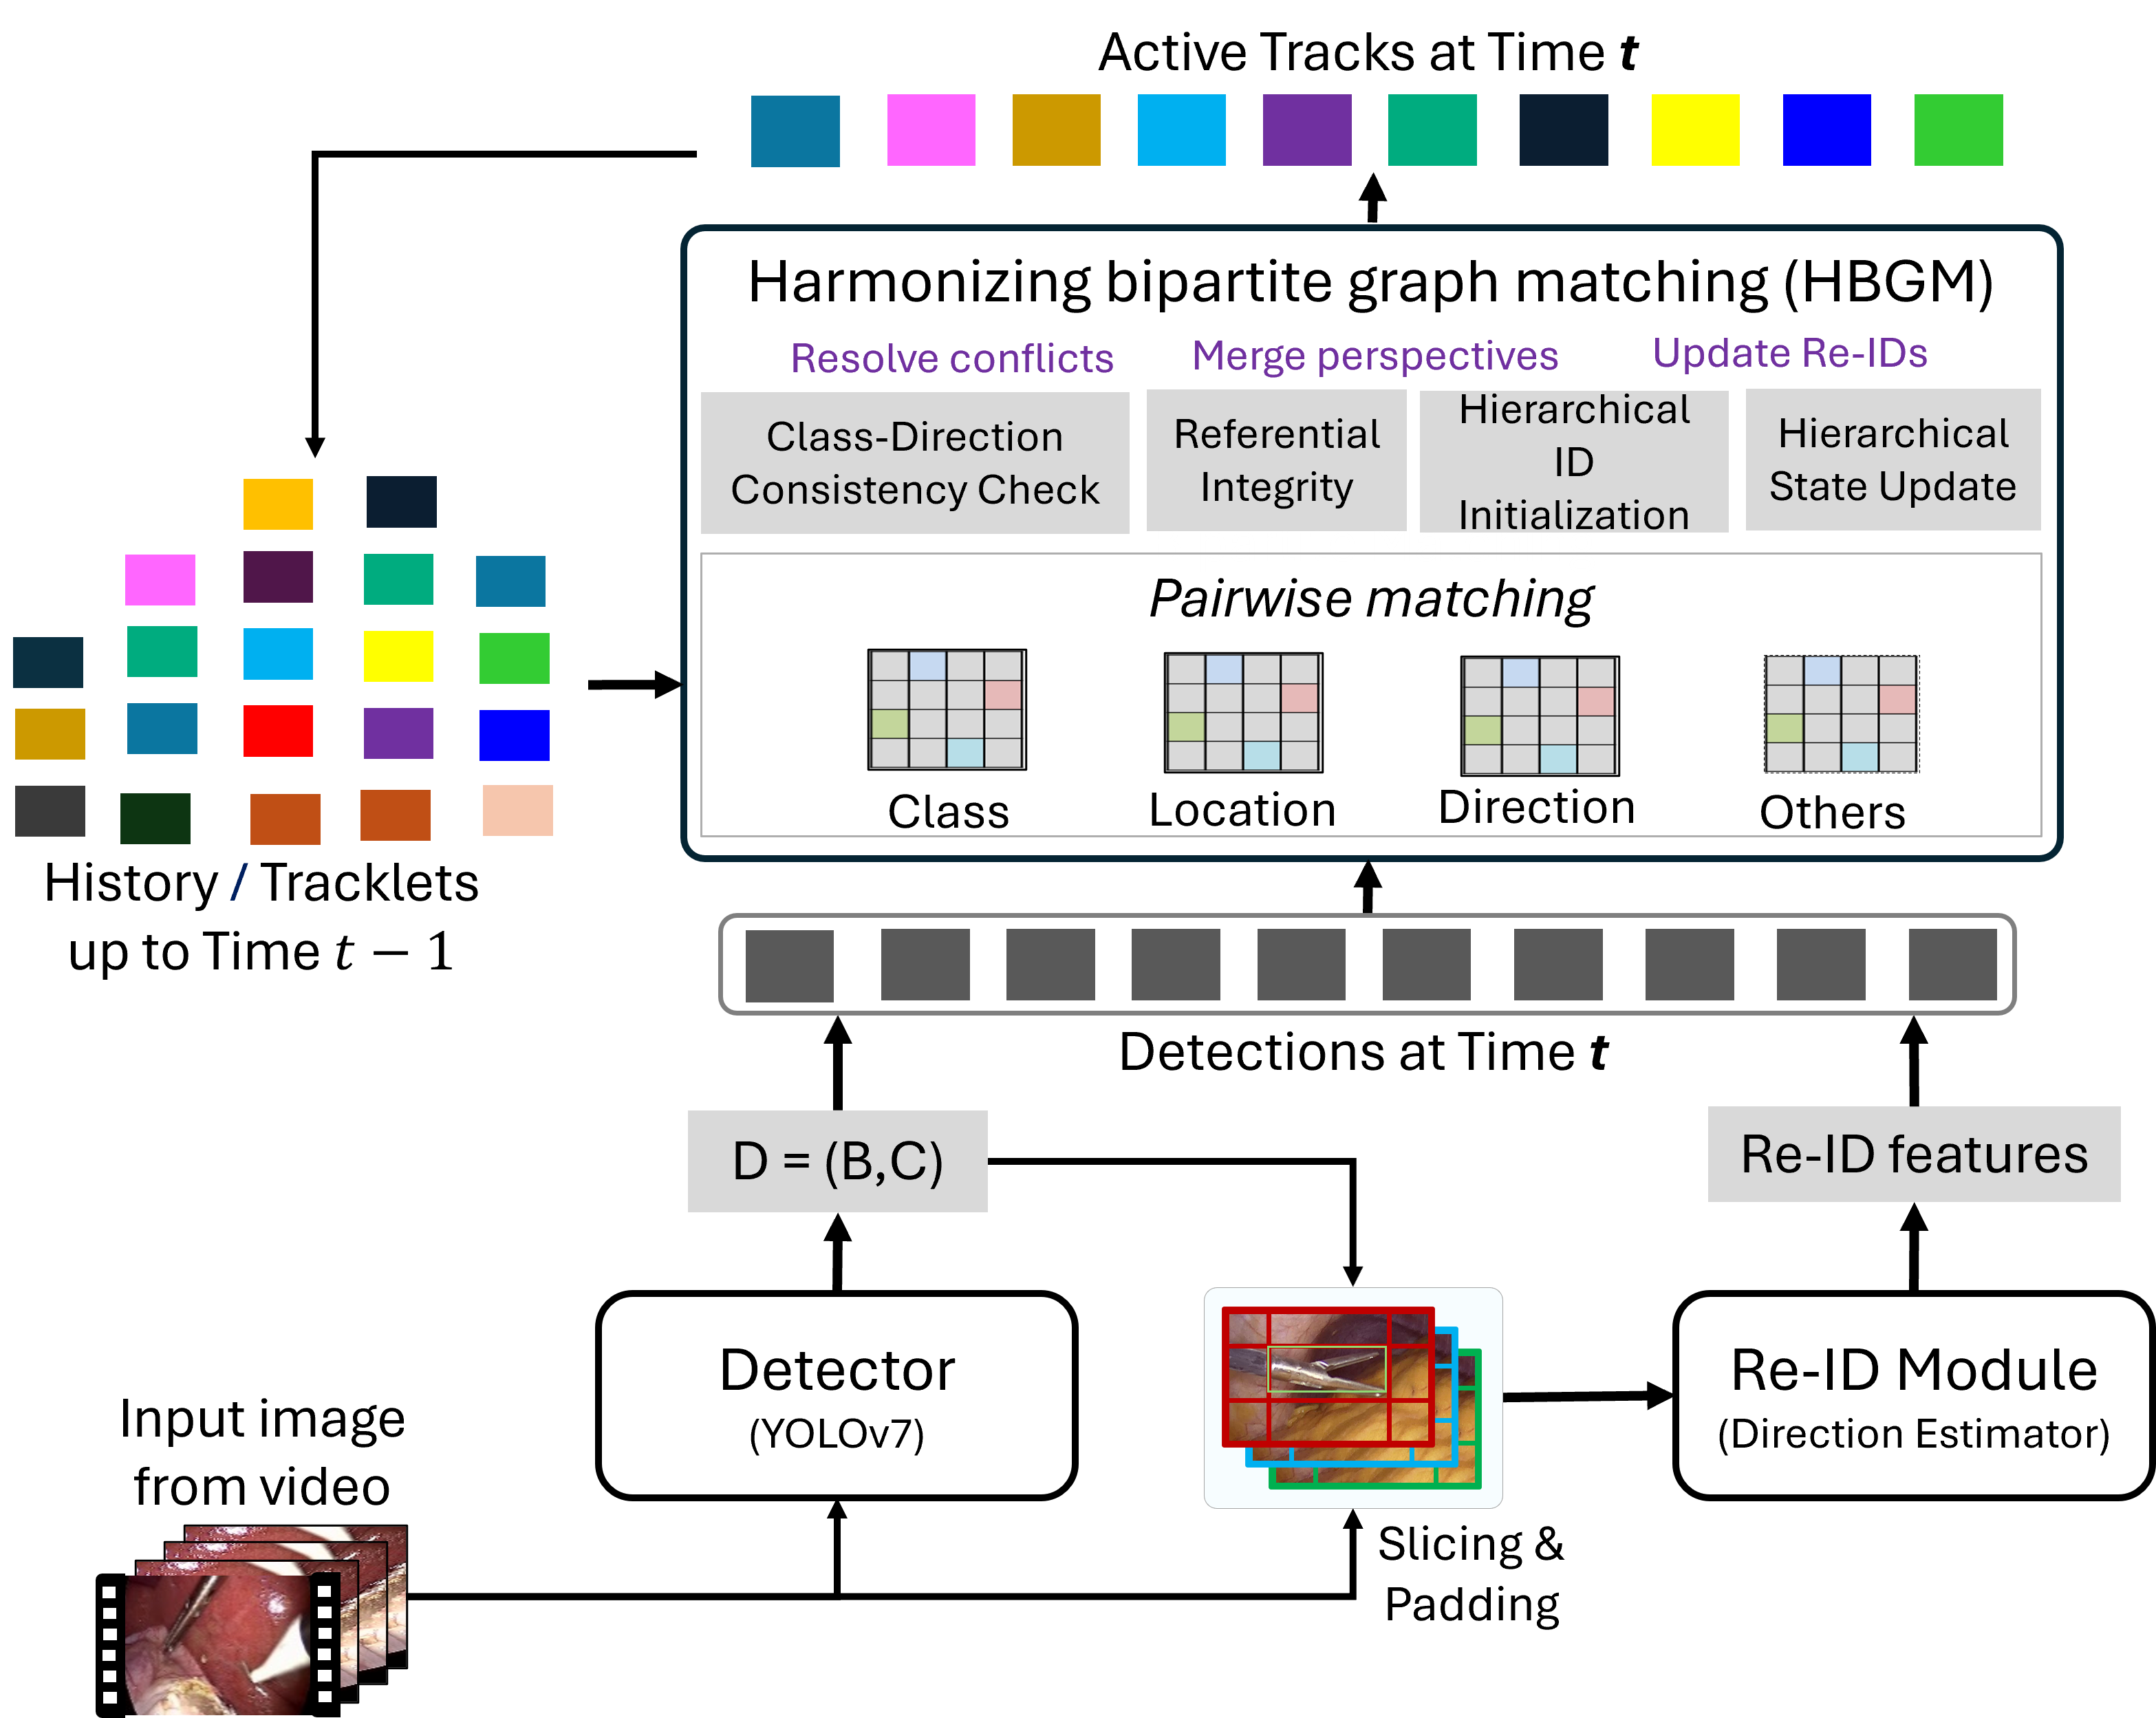 Active Tracks at Time t
Harmonizing bipartite graph matching (HBGM)
Resolve conflicts
Merge perspectives
Update Re-IDs
Class-Direction
Consistency Check
Referential
Integrity
Hierarchical
ID
Initialization
Hierarchical
State Update
Pairwise matching
Class
Location
Direction
Others
History / Tracklets
up to Time t − 1
Detections at Time t
D = (B,C)
Re-ID features
Detector
(YOLOv7)
Re-ID Module
(Direction Estimator)
Input image
from video
Slicing &
Padding